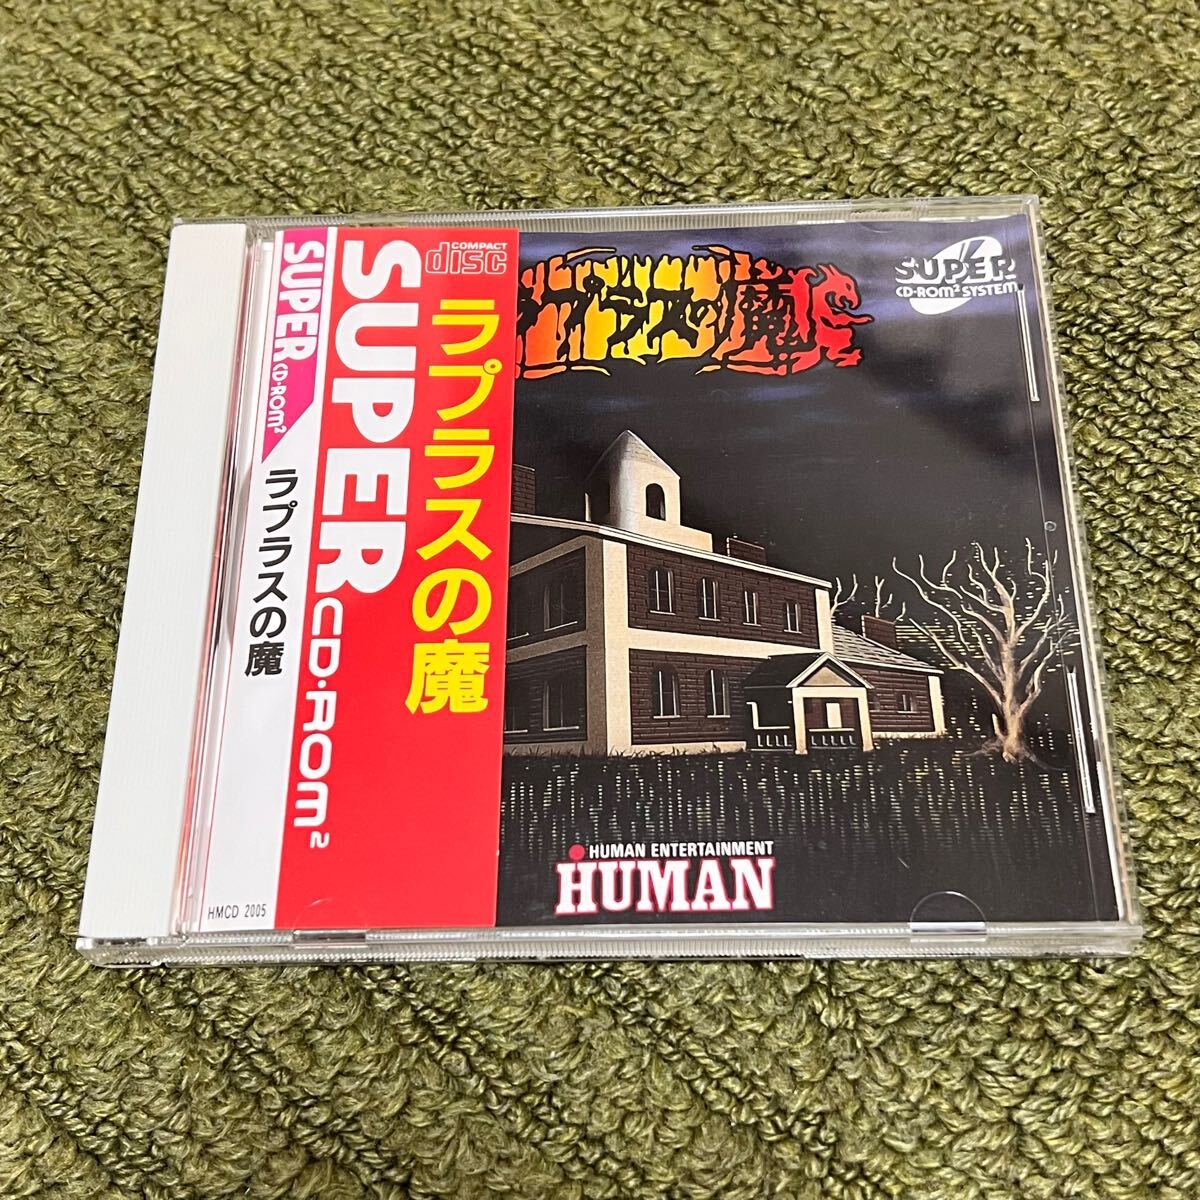 SUPER CD-ROM²
ラプラスの魔
HMCD 2005
SUPER CD-ROM²
COMPACT
disc
ラプラスの魔
プラスの魔
SUPER
CD-ROM² SYSTEM
HUMAN ENTERTAINMENT
HUMAN